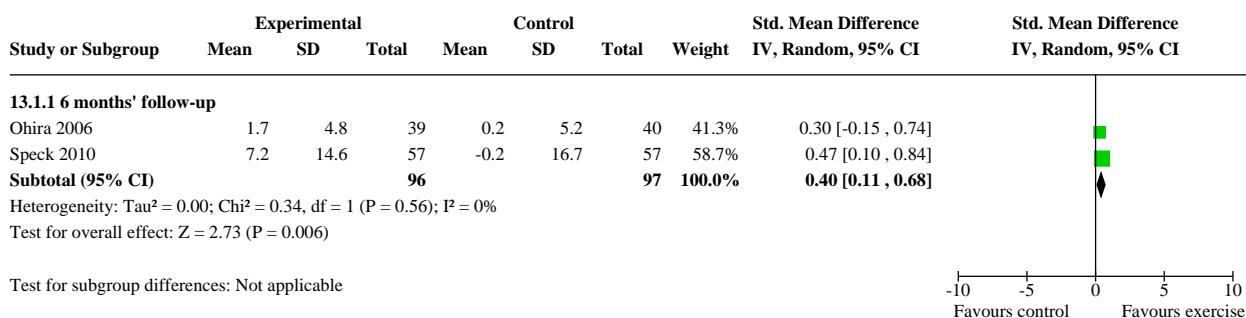 Experimental Control Std. Mean Difference Std. Mean Difference
Study or Subgroup Mean SD Total Mean SD Total Weight IV, Random, 95% CI IV, Random, 95% CI
13.1.1 6 months' follow-up
Ohira 2006 1.7 4.8 39 0.2 5.2 40 41.3% 0.30 [-0.15 , 0.74]
Speck 2010 7.2 14.6 57 -0.2 16.7 57 58.7% 0.47 [0.10 , 0.84]
Subtotal (95% CI) 96 97 100.0% 0.40 [0.11 , 0.68]
Heterogeneity: Tau² = 0.00; Chi² = 0.34, df = 1 (P = 0.56); I² = 0%
Test for overall effect: Z = 2.73 (P = 0.006)
Test for subgroup differences: Not applicable
-10 -5 0 5 10
Favours control Favours exercise